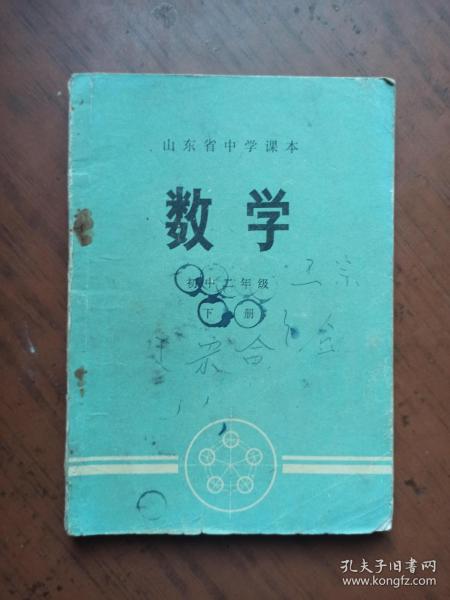 山东省中学课本
数学
初中二年级
下册
孔夫子旧书网
www.kongfz.com